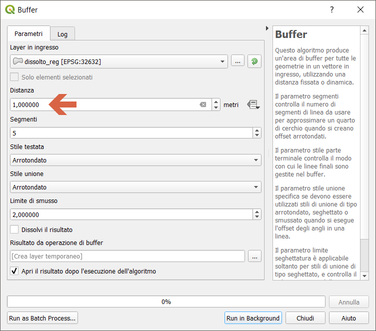 Buffer
Parametri
Log
Layer in ingresso
dissolto_reg [EPSG:32632]
...
Solo elementi selezionati
Distanza
1,000000
metri
Segmenti
5
Stile testata
Arrotondato
Stile unione
Arrotondato
Limite di smusso
2,000000
Dissolvi il risultato
Risultato da operazione di buffer
[Crea layer temporaneo]
...
Apri il risultato dopo l'esecuzione dell'algoritmo
Buffer
Questo algoritmo produce
un'area di buffer per tutte le
geometrie in un vettore in
ingresso, utilizzando una
distanza fissata o dinamica.
Il parametro segmenti
controlla il numero di
segmenti di linea da usare
per approssimare un quarto
di cerchio quando si creano
offset arrotondati.
Il parametro stile parte
terminale controlla il modo
con cui le linee finali sono
gestite nel buffer.
Il parametro stile unione
specifica se devono essere
utilizzati stili di unione di tipo
arrotondato, seghettato o
smussato quando si esegue
l'offset degli angoli in una
linea.
Il parametro limite
seghettatura è applicabile
soltanto per stili di unione di
tipo seghettato, e controlla il
0%
Annulla
Run as Batch Process...
Run in Background
Chiudi
Aiuto